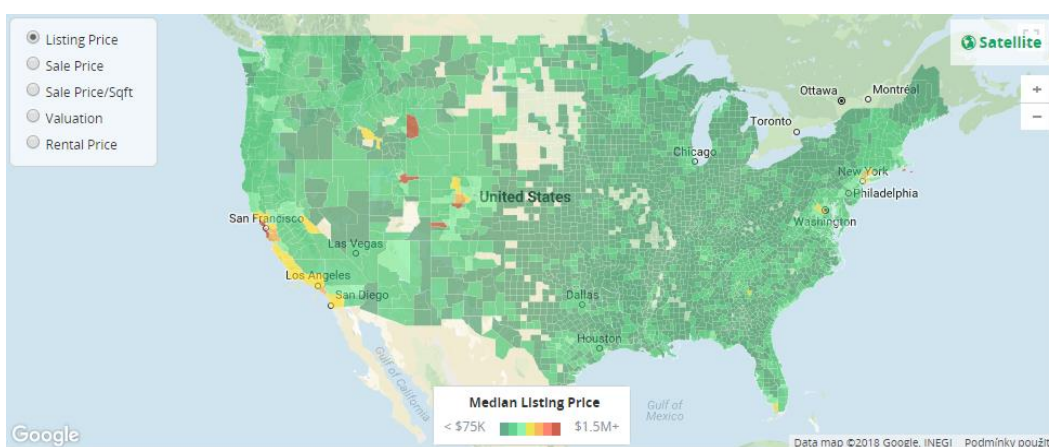 Listing Price
Sale Price
Sale Price/Sqft
Valuation
Rental Price
Satellite
+
−
Ottawa
Montréal
Toronto
Chicago
New York
Philadelphia
United States
Washington
San Francisco
Las Vegas
Los Angeles
San Diego
Dallas
Houston
Gulf of California
Gulf of
Mexico
Median Listing Price
< $75K
$1.5M+
Google
Data map ©2018 Google, INEGI
Podmínky použit